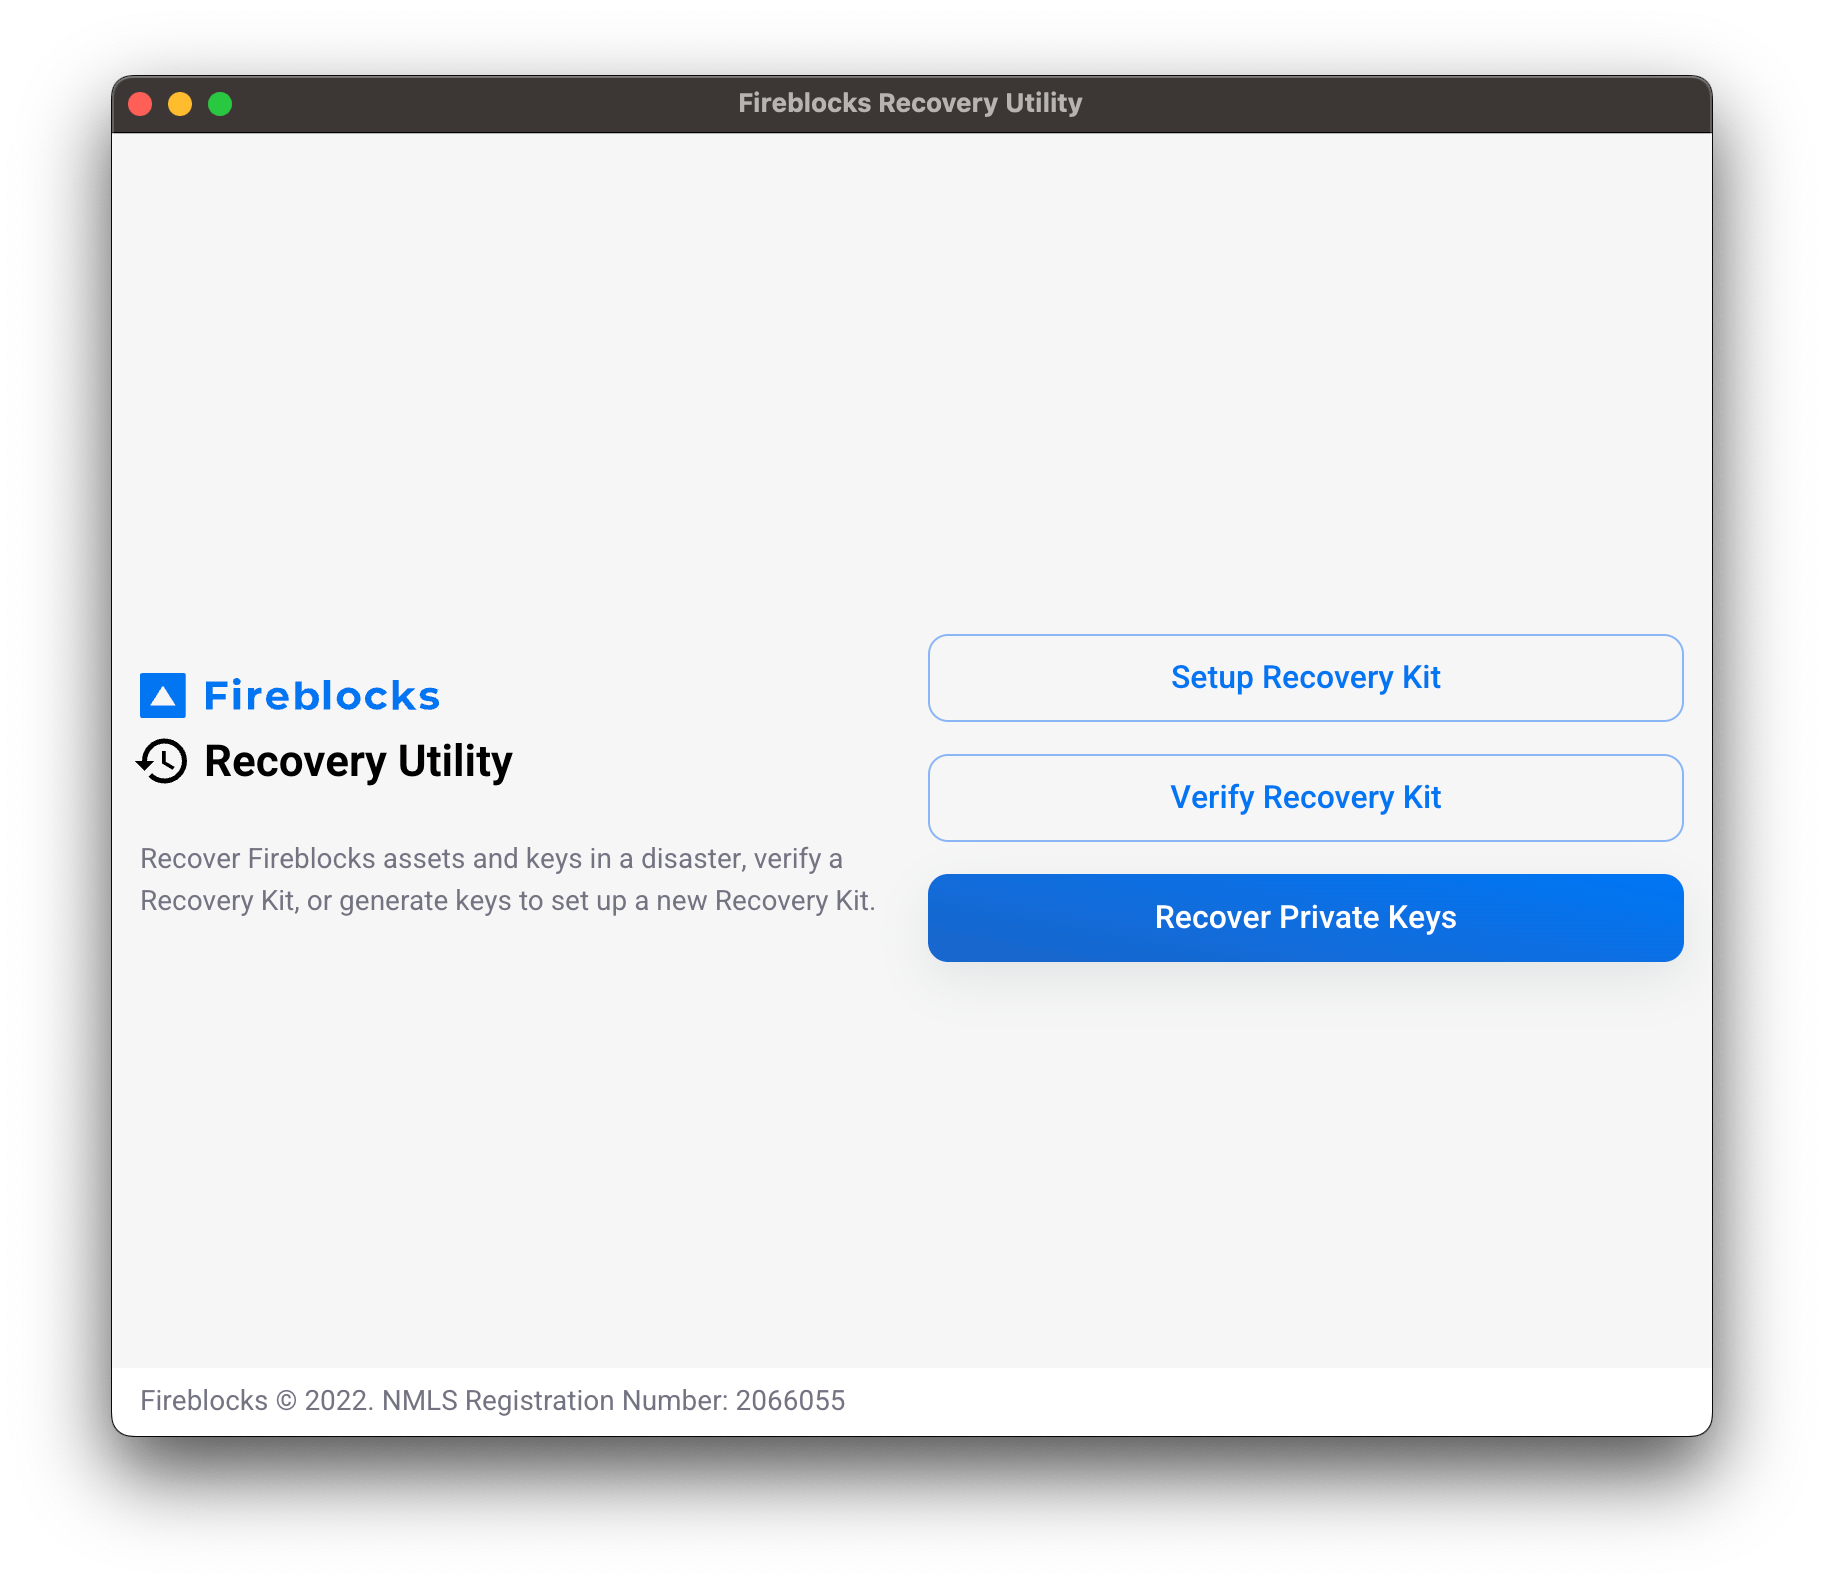 Fireblocks Recovery Utility
Fireblocks
Recovery Utility
Recover Fireblocks assets and keys in a disaster, verify a
Recovery Kit, or generate keys to set up a new Recovery Kit.
Setup Recovery Kit
Verify Recovery Kit
Recover Private Keys
Fireblocks © 2022. NMLS Registration Number: 2066055